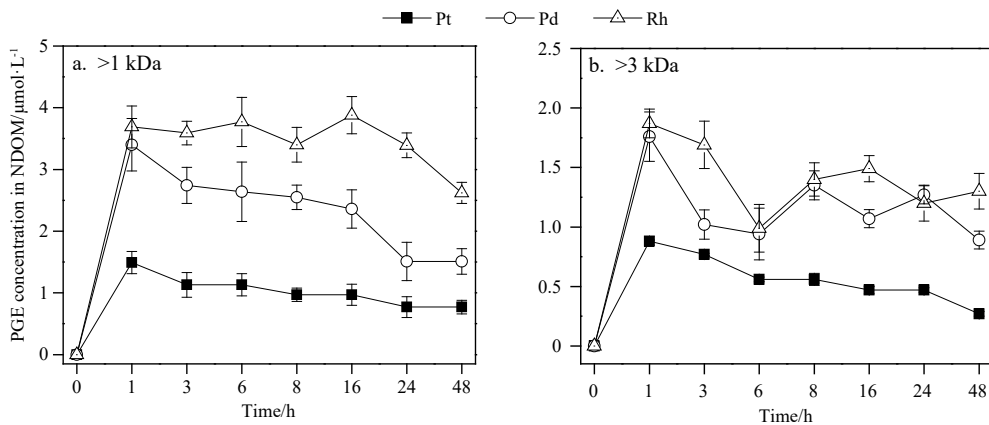 Pt Pd Rh
a. >1 kDa
PGE concentration in NDOM/μmol·L⁻¹
5
4
3
2
1
0
0 1 3 6 8 16 24 48
Time/h
b. >3 kDa
2.5
2.0
1.5
1.0
0.5
0
0 1 3 6 8 16 24 48
Time/h